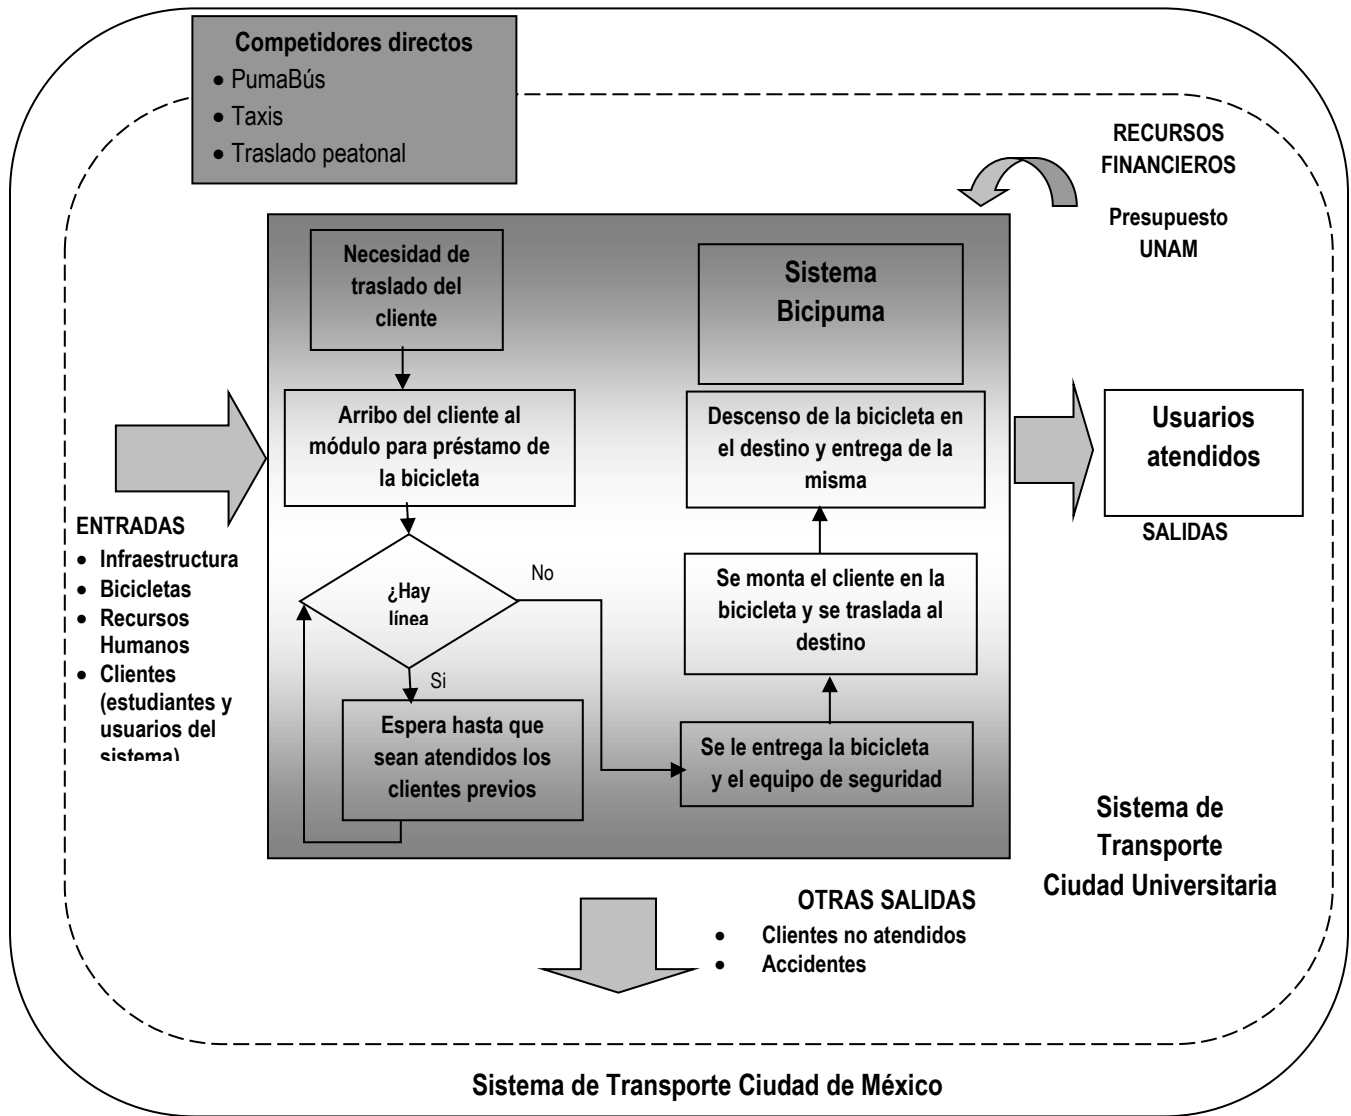 Competidores directos
• PumaBús
• Taxis
• Traslado peatonal
RECURSOS
FINANCIEROS
Presupuesto
UNAM
Necesidad de
traslado del
cliente
Sistema
Bicipuma
Arribo del cliente al
módulo para préstamo de
la bicicleta
Descenso de la bicicleta en
el destino y entrega de la
misma
Usuarios
atendidos
SALIDAS
ENTRADAS
• Infraestructura
• Bicicletas
• Recursos
Humanos
• Clientes
(estudiantes y
usuarios del
sistema)
¿Hay
línea
No
Si
Se monta el cliente en la
bicicleta y se traslada al
destino
Espera hasta que
sean atendidos los
clientes previos
Se le entrega la bicicleta
y el equipo de seguridad
Sistema de
Transporte
Ciudad Universitaria
OTRAS SALIDAS
• Clientes no atendidos
• Accidentes
Sistema de Transporte Ciudad de México